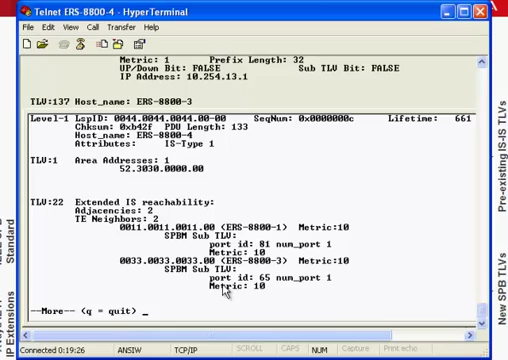 Telnet ERS-8800-4 - HyperTerminal
File Edit View Call Transfer Help
Metric: 1 Prefix Length: 32
UP/Down Bit: FALSE Sub TLV Bit: FALSE
IP Address: 10.254.13.1
TLV:137 Host_name: ERS-8800-3
Level-1 LspID: 0044.0044.0044.00-00 SeqNum: 0x0000000c Lifetime: 661
Chksum: 0xb42f PDU Length: 133
Host_name: ERS-8800-4
Attributes: IS-Type 1
TLV:1 Area Addresses: 1
52.3030.0000.00
TLV:22 Extended IS reachability:
Adjacencies: 2
TE Neighbors: 2
0011.0011.0011.00 (ERS-8800-1) Metric:10
SPBM Sub TLV:
port id: 81 num_port 1
Metric: 10
0033.0033.0033.00 (ERS-8800-3) Metric:10
SPBM Sub TLV:
port id: 65 num_port 1
Metric: 10
--More-- (q = quit) _
Connected 0:19:26 ANSIW TCP/IP SCROLL CAPS NUM Capture Print echo
Standard
IP Extensions
Pre-existing IS-IS TLVs
New SPB TLVs